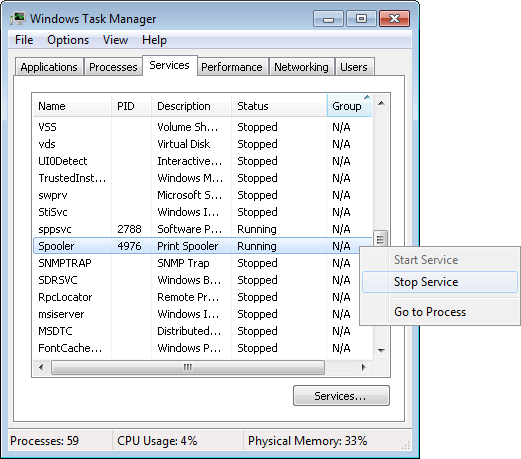 Windows Task Manager
File Options View Help
Applications Processes Services Performance Networking Users
Name PID Description Status Group
VSS Volume Sh... Stopped N/A
vds Virtual Disk Stopped N/A
UI0Detect Interactive... Stopped N/A
TrustedInst... Windows M... Stopped N/A
swprv Microsoft S... Stopped N/A
StiSvc Windows I... Stopped N/A
sppsvc 2788 Software P... Running N/A
Spooler 4976 Print Spooler Running N/A
SNMPTRAP SNMP Trap Stopped N/A
SDRSVC Windows B... Stopped N/A
RpcLocator Remote Pr... Stopped N/A
msiserver Windows I... Stopped N/A
MSDTC Distributed... Stopped N/A
FontCache... Windows P... Stopped N/A
Start Service
Stop Service
Go to Process
Services...
Processes: 59 CPU Usage: 4% Physical Memory: 33%